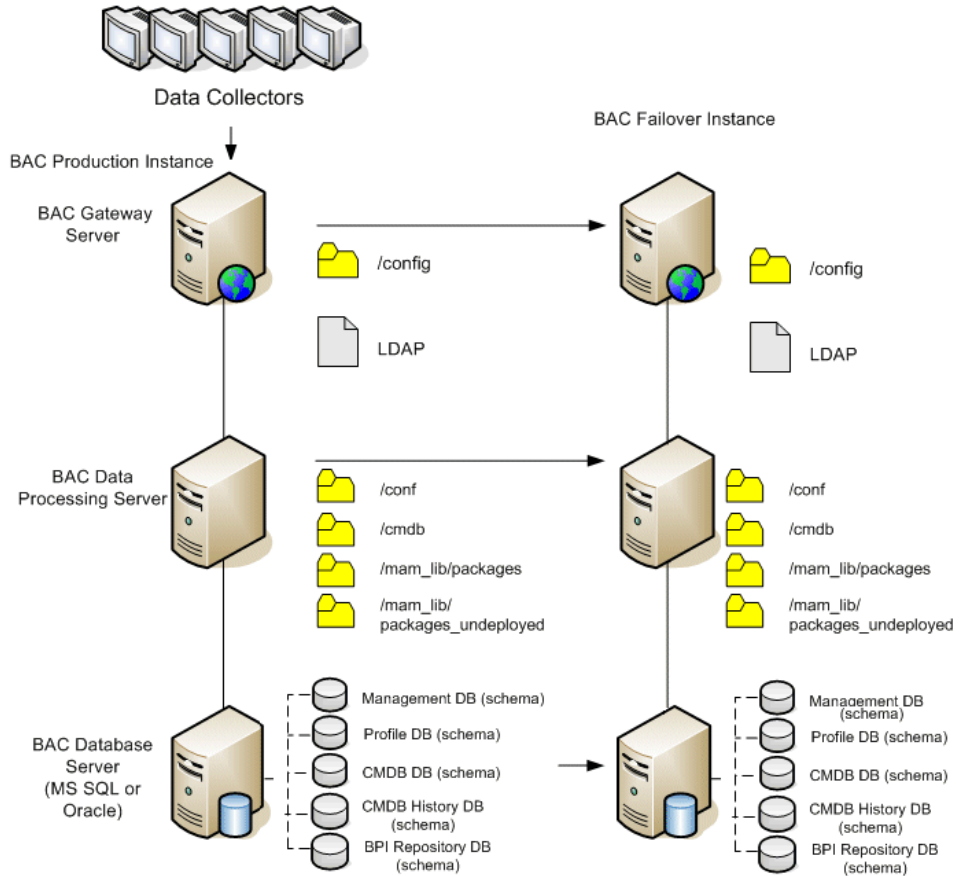 Data Collectors
BAC Failover Instance
BAC Production Instance
BAC Gateway
Server
/config
LDAP
/config
LDAP
BAC Data
Processing Server
/conf
/cmdb
/mam_lib/packages
/mam_lib/
packages_undeployed
/conf
/cmdb
/mam_lib/packages
/mam_lib/
packages_undeployed
BAC Database
Server
(MS SQL or
Oracle)
Management DB (schema)
Profile DB (schema)
CMDB DB (schema)
CMDB History DB
(schema)
BPI Repository DB
(schema)
Management DB
(schema)
Profile DB (schema)
CMDB DB (schema)
CMDB History DB
(schema)
BPI Repository DB
(schema)